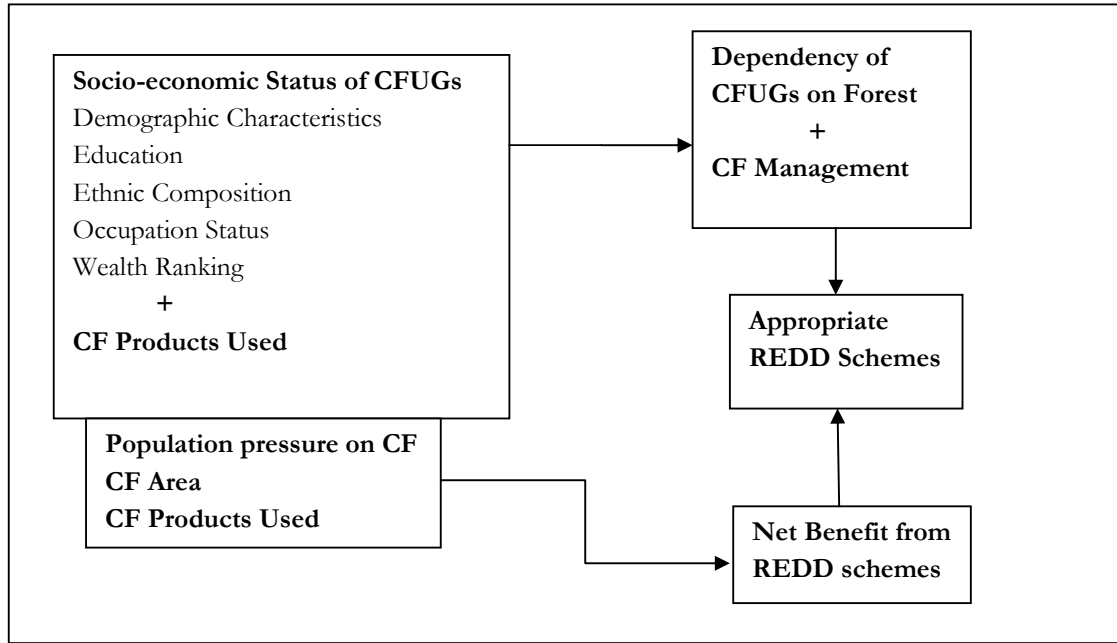 Socio-economic Status of CFUGs
Demographic Characteristics
Education
Ethnic Composition
Occupation Status
Wealth Ranking
+
CF Products Used
Population pressure on CF
CF Area
CF Products Used
Dependency of
CFUGs on Forest
+
CF Management
Appropriate
REDD Schemes
Net Benefit from
REDD schemes